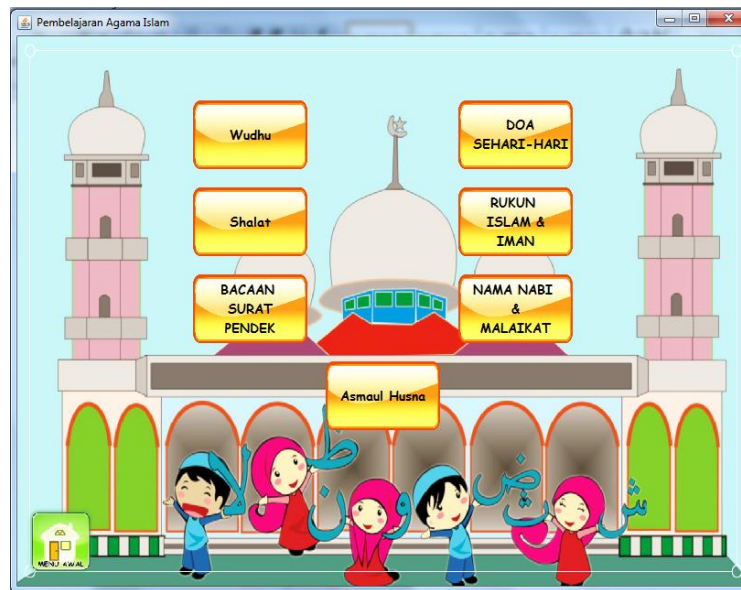 Pembelajaran Agama Islam
Wudhu
DOA
SEHARI-HARI
Shalat
RUKUN
ISLAM &
IMAN
BACAAN
SURAT
PENDEK
NAMA NABI
&
MALAIKAT
Asmaul Husna
لا
ظ
ن
و
ض
ث
ش
MENU AWAL